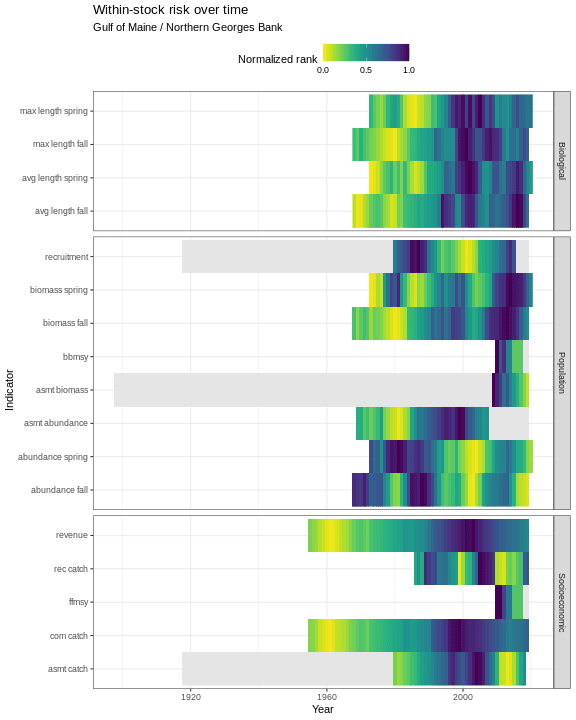 Within-stock risk over time
Gulf of Maine / Northern Georges Bank
Normalized rank
0.0 0.5 1.0
max length spring
max length fall
avg length spring
avg length fall
Biological
recruitment
biomass spring
biomass fall
bbmsy
asmt biomass
asmt abundance
abundance spring
abundance fall
Population
Indicator
revenue
rec catch
ffmsy
com catch
asmt catch
Socioeconomic
1920 1960 2000
Year